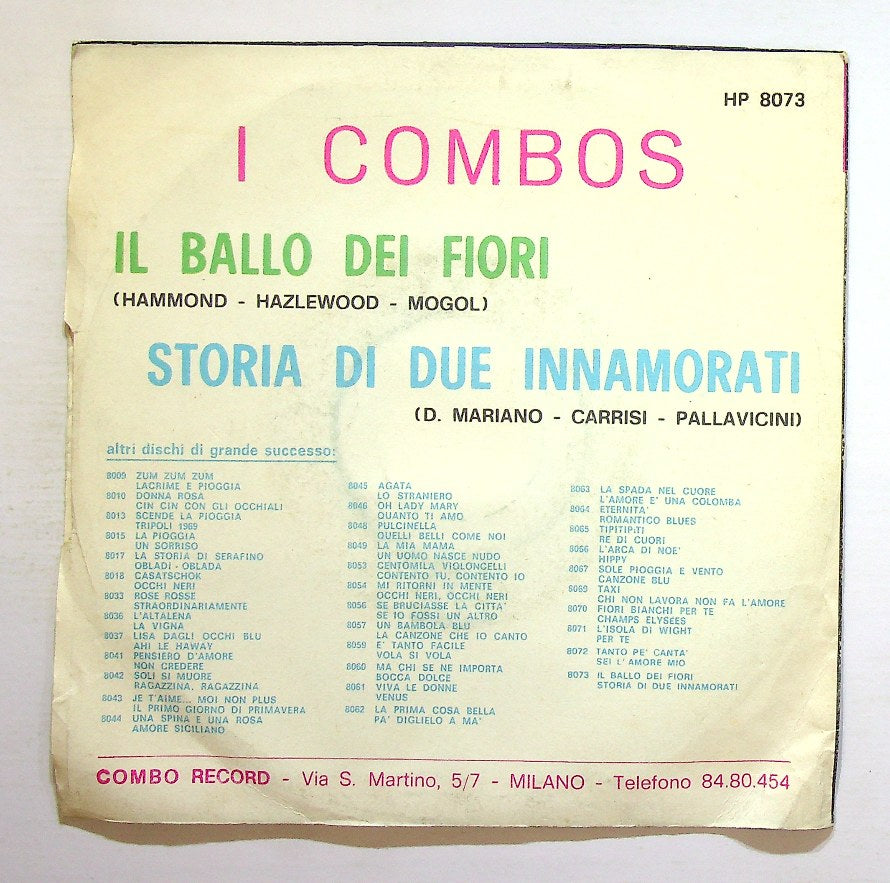 HP 8073
I COMBOS
IL BALLO DEI FIORI
(HAMMOND - HAZLEWOOD - MOGOL)
STORIA DI DUE INNAMORATI
(D. MARIANO - CARRISI - PALLAVICINI)
altri dischi di grande successo:
8009 ZUM ZUM ZUM
LACRIME E PIOGGIA
8010 DONNA ROSA
CIN CIN CON GLI OCCHIALI
8013 SCENDE LA PIOGGIA
TRIPOLI 1969
8015 LA PIOGGIA
UN SORRISO
8017 LA STORIA DI SERAFINO
OBLADÌ - OBLADA
8018 CASATSCHOK
OCCHI NERI
8033 ROSE ROSSE
STRAORDINARIAMENTE
8036 L'ALTALENA
LA VIGNA
8037 LISA DAGLI OCCHI BLU
AHI LE HAWAY
8041 PENSIERO D'AMORE
NON CREDERE
8042 SOLI SI MUORE
RAGAZZINA, RAGAZZINA
8043 JE T'AIME... MOI NON PLUS
IL PRIMO GIORNO DI PRIMAVERA
8044 UNA SPINA E UNA ROSA
AMORE SICILIANO
8045 AGATA
LO STRANIERO
8046 OH LADY MARY
QUANTO TI AMO
8048 PULCINELLA
QUELLI BELLI COME NOI
8049 LA MIA MAMA
UN UOMO NASCE NUDO
8053 CENTOMILA VIOLONCELLI
CONTENTO TU, CONTENTO IO
8054 MI RITORNI IN MENTE
OCCHI NERI, OCCHI NERI
8056 SE BRUCIASSE LA CITTA'
SE IO FOSSI UN ALTRO
8057 UN BAMBOLA BLU
LA CANZONE CHE IO CANTO
8059 E' TANTO FACILE
VOLA SI VOLA
8060 MA CHI SE NE IMPORTA
BOCCA DOLCE
8061 VIVA LE DONNE
VENUS
8062 LA PRIMA COSA BELLA
PA' DIGLIELO A MA'
8063 LA SPADA NEL CUORE
L'AMORE E' UNA COLOMBA
8064 ETERNITA'
ROMANTICO BLUES
8065 TIPITIPITI
RE DI CUORI
8066 L'ARCA DI NOE'
HIPPY
8067 SOLE PIOGGIA E VENTO
CANZONE BLU
8069 TAXI
CHI NON LAVORA NON FA L'AMORE
8070 FIORI BIANCHI PER TE
CHAMPS ELYSEES
8071 L'ISOLA DI WIGHT
PER TE
8072 TANTO PE' CANTA'
SEI L'AMORE MIO
8073 IL BALLO DEI FIORI
STORIA DI DUE INNAMORATI
COMBO RECORD - Via S. Martino, 5/7 - MILANO - Telefono 84.80.454